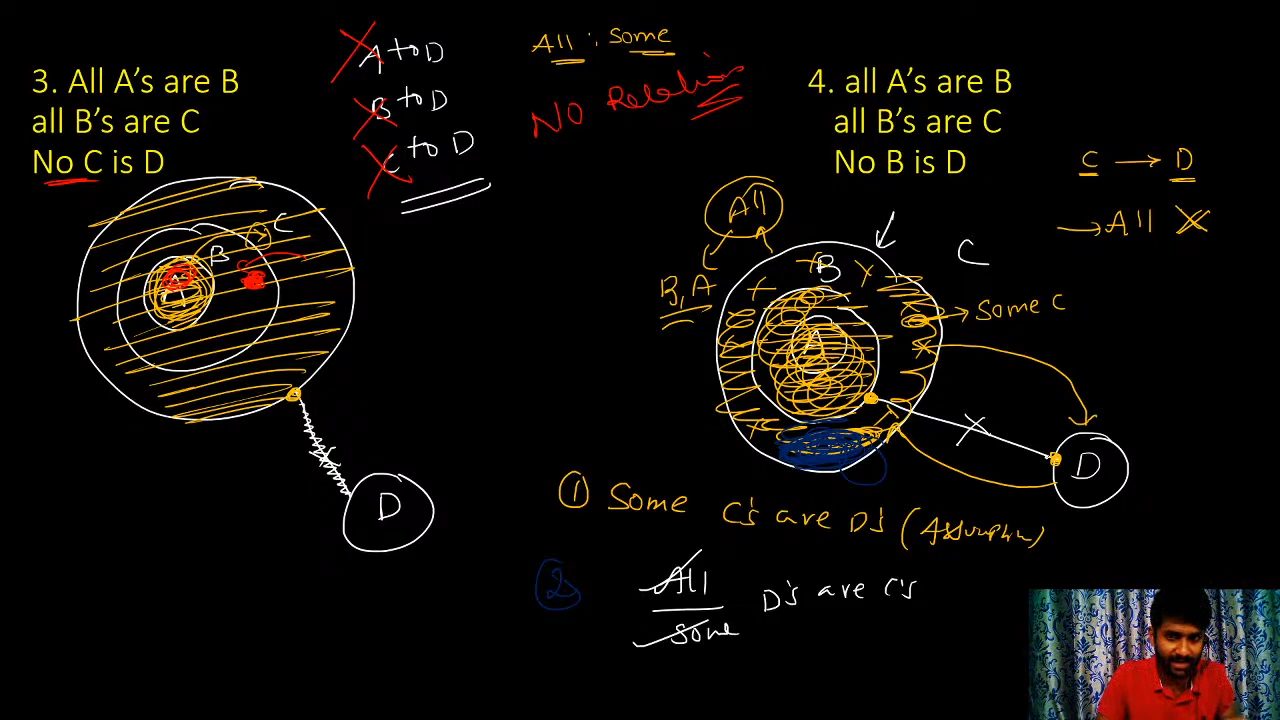 3. All A's are B
all B's are C
No C is D
A to D
B to D
C to D
All : Some
NO Relation
C
B
A
D
4. all A's are B
all B's are C
No B is D
C → D
→ All X
All
B, A
B
C
A
→ Some C
D
① Some C's are D's (Assumption)
② All
Some
D's are C's